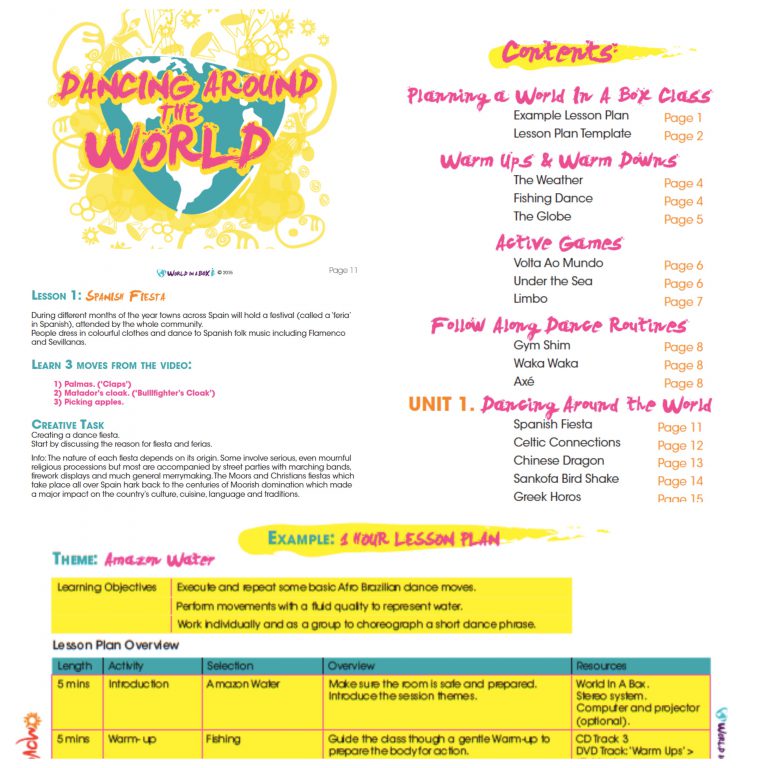 DANCING AROUND
THE
WORLD
WORLD IN A BOX © 2016
Page 11
LESSON 1: SPANISH FIESTA
During different months of the year towns across Spain will hold a festival (called a 'feria'
in Spanish), attended by the whole community.
People dress in colourful clothes and dance to Spanish folk music including Flamenco
and Sevillanas.
LEARN 3 MOVES FROM THE VIDEO:
1) Palmas. ('Claps')
2) Matador's cloak. ('Bullfighter's Cloak')
3) Picking apples.
CREATIVE TASK
Creating a dance fiesta.
Start by discussing the reason for fiesta and ferias.
Info: The nature of each fiesta depends on its origin. Some involve serious, even mournful
religious processions but most are accompanied by street parties with marching bands,
firework displays and much general merrymaking. The Moors and Christians fiestas which
take place all over Spain hark back to the centuries of Moorish domination which made
a major impact on the country's culture, cuisine, language and traditions.
Contents:
Planning a World In A Box Class
Example Lesson Plan Page 1
Lesson Plan Template Page 2
Warm Ups & Warm Downs
The Weather Page 4
Fishing Dance Page 4
The Globe Page 5
Active Games
Volta Ao Mundo Page 6
Under the Sea Page 6
Limbo Page 7
Follow Along Dance Routines
Gym Shim Page 8
Waka Waka Page 8
Axé Page 8
UNIT 1. Dancing Around the World
Spanish Fiesta Page 11
Celtic Connections Page 12
Chinese Dragon Page 13
Sankofa Bird Shake Page 14
Greek Horos Page 15
EXAMPLE: 1 HOUR LESSON PLAN
THEME: Amazon Water
Learning Objectives Execute and repeat some basic Afro Brazilian dance moves.
Perform movements with a fluid quality to represent water.
Work individually and as a group to choreograph a short dance phrase.
Lesson Plan Overview
Length Activity Selection Overview Resources
5 mins Introduction Amazon Water Make sure the room is safe and prepared. World In A Box.
Introduce the session themes. Stereo system.
Computer and projector
(optional).
5 mins Warm-up Fishing Guide the class though a gentle Warm-up to CD Track 3
prepare the body for action. DVD Track: 'Warm Ups' >